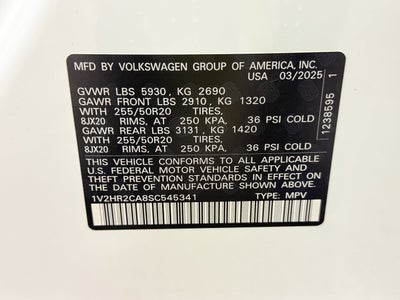 MFD BY VOLKSWAGEN GROUP OF AMERICA, INC.
USA 03/2025
GVWR LBS 5930, KG 2690
GAWR FRONT LBS 2910, KG 1320
WITH 255/50R20 TIRES,
8JX20 RIMS, AT 250 KPA, 36 PSI COLD
GAWR REAR LBS 3131, KG 1420
WITH 255/50R20 TIRES,
8JX20 RIMS, AT 250 KPA, 36 PSI COLD
THIS VEHICLE CONFORMS TO ALL APPLICABLE
U.S. FEDERAL MOTOR VEHICLE SAFETY STANDARDS
IN EFFECT ON THE DATE OF MANUFACTURE SHOWN ABOVE.
1V2HR2CA8SC545341 TYPE: MPV
1238595 1